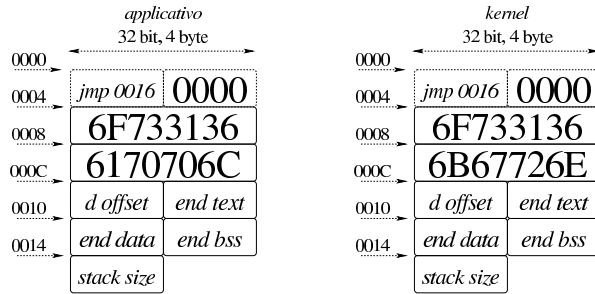 applicativo
32 bit, 4 byte
0000
jmp 0016 0000
0004
6F733136
0008
6170706C
000C
d offset end text
0010
end data end bss
0014
stack size
kernel
32 bit, 4 byte
0000
jmp 0016 0000
0004
6F733136
0008
6B67726E
000C
d offset end text
0010
end data end bss
0014
stack size